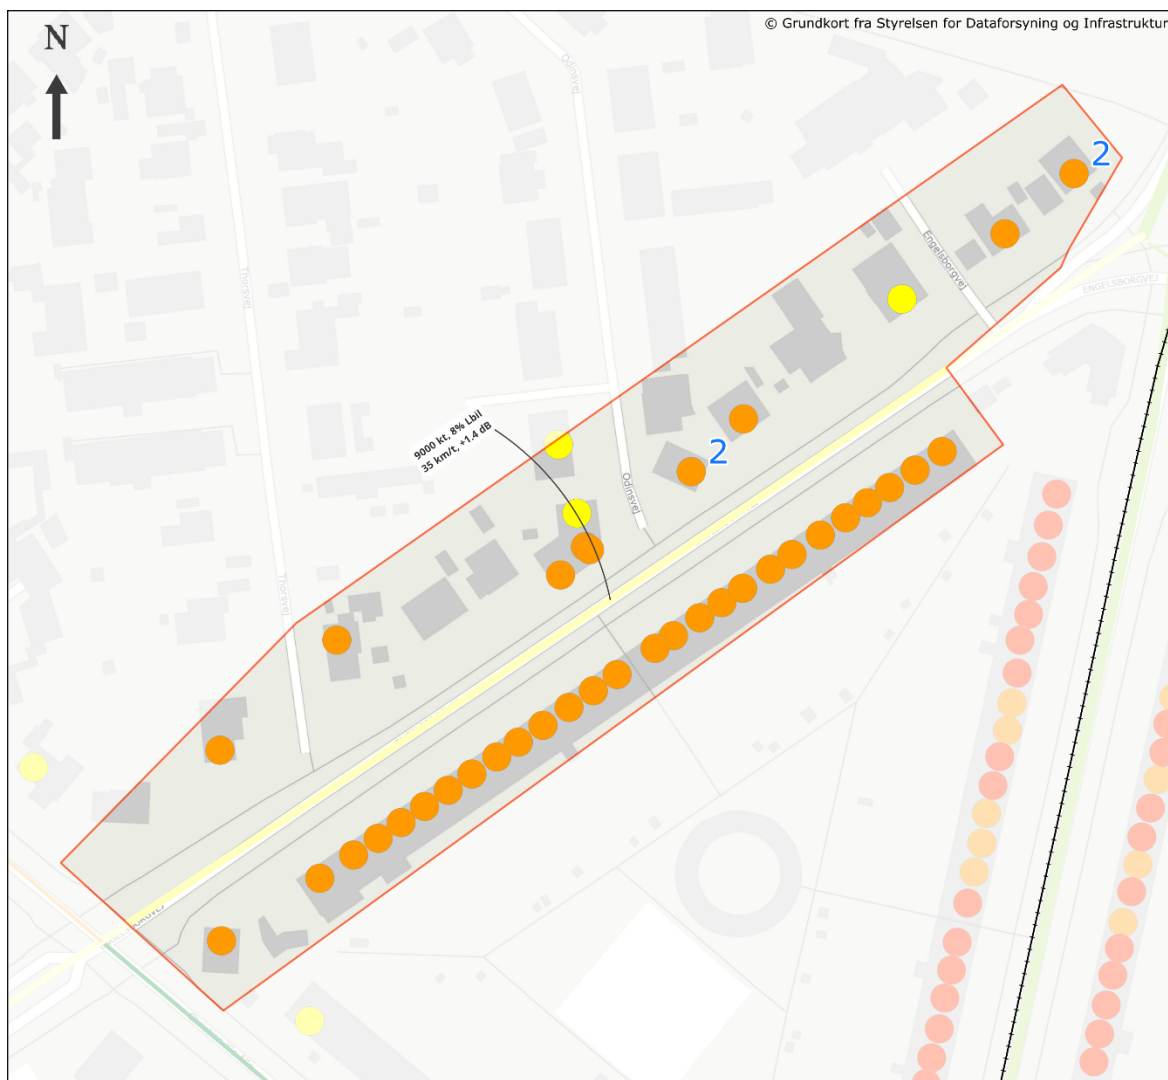 © Grundkort fra Styrelsen for Dataforsyning og Infrastruktur
N
Odinsvej
2
Engelsborgvej
Thorsvej
ENGELSBORGVEJ
9000 kt, 8% Lbil
35 km/t, +1.4 dB
2
Odinsvej
Thorsvej